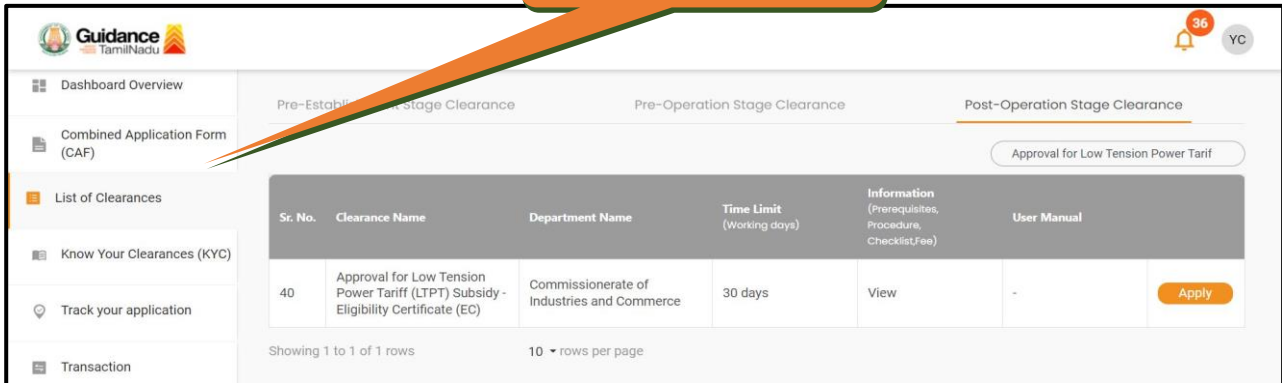 Guidance
TamilNadu
36
YC
Dashboard Overview
Combined Application Form
(CAF)
List of Clearances
Know Your Clearances (KYC)
Track your application
Transaction
Stage Clearance
Pre-Operation Stage Clearance
Post-Operation Stage Clearance
Approval for Low Tension Power Tarif
Sr. No.
Clearance Name
Department Name
Time Limit
(Working days)
Information
(Prerequisites,
Procedure,
Checklist,Fee)
User Manual
40
Approval for Low Tension
Power Tariff (LTPT) Subsidy -
Eligibility Certificate (EC)
Commissionerate of
Industries and Commerce
30 days
View
-
Apply
Showing 1 to 1 of 1 rows
10 rows per page